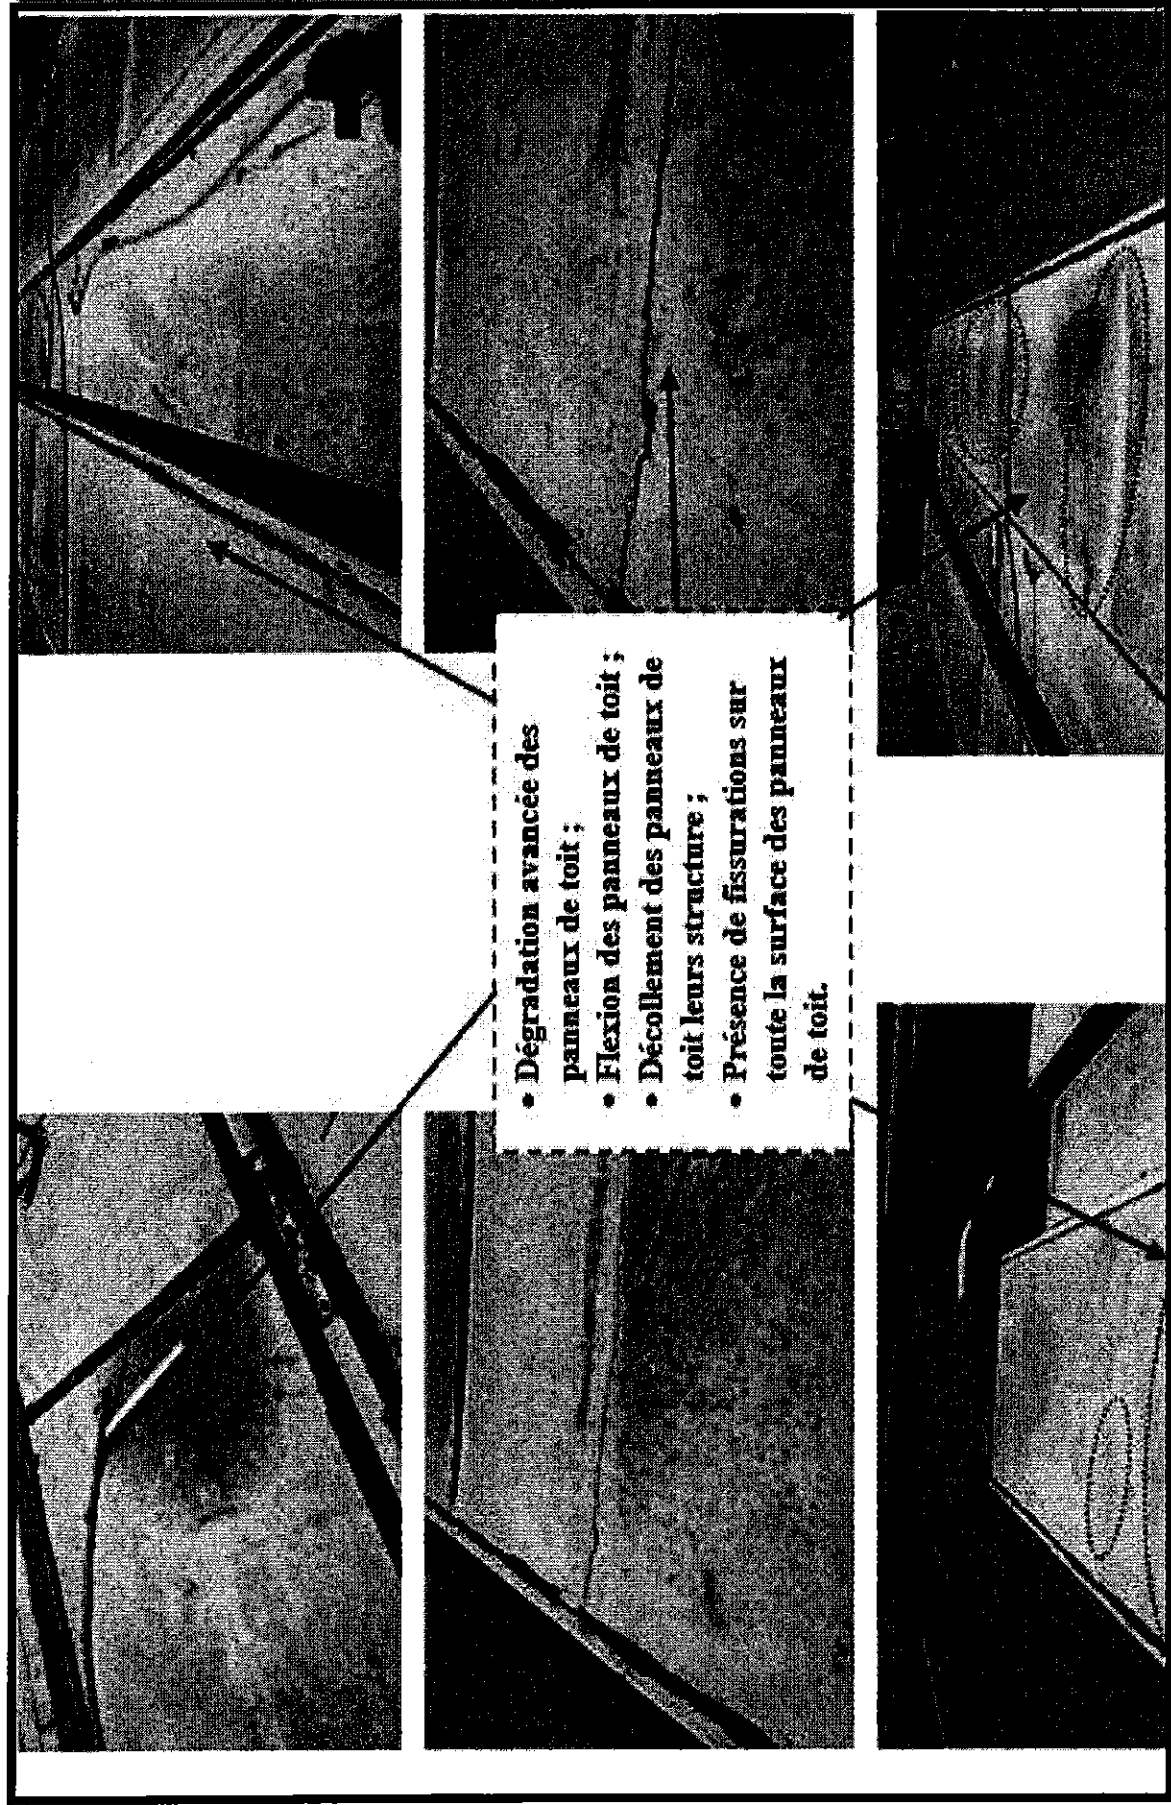 • Dégradation avancée des
panneaux de toit ;
• Flexion des panneaux de toit ;
• Décollement des panneaux de
toit leurs structure ;
• Présence de fissurations sur
toute la surface des panneaux
de toit.